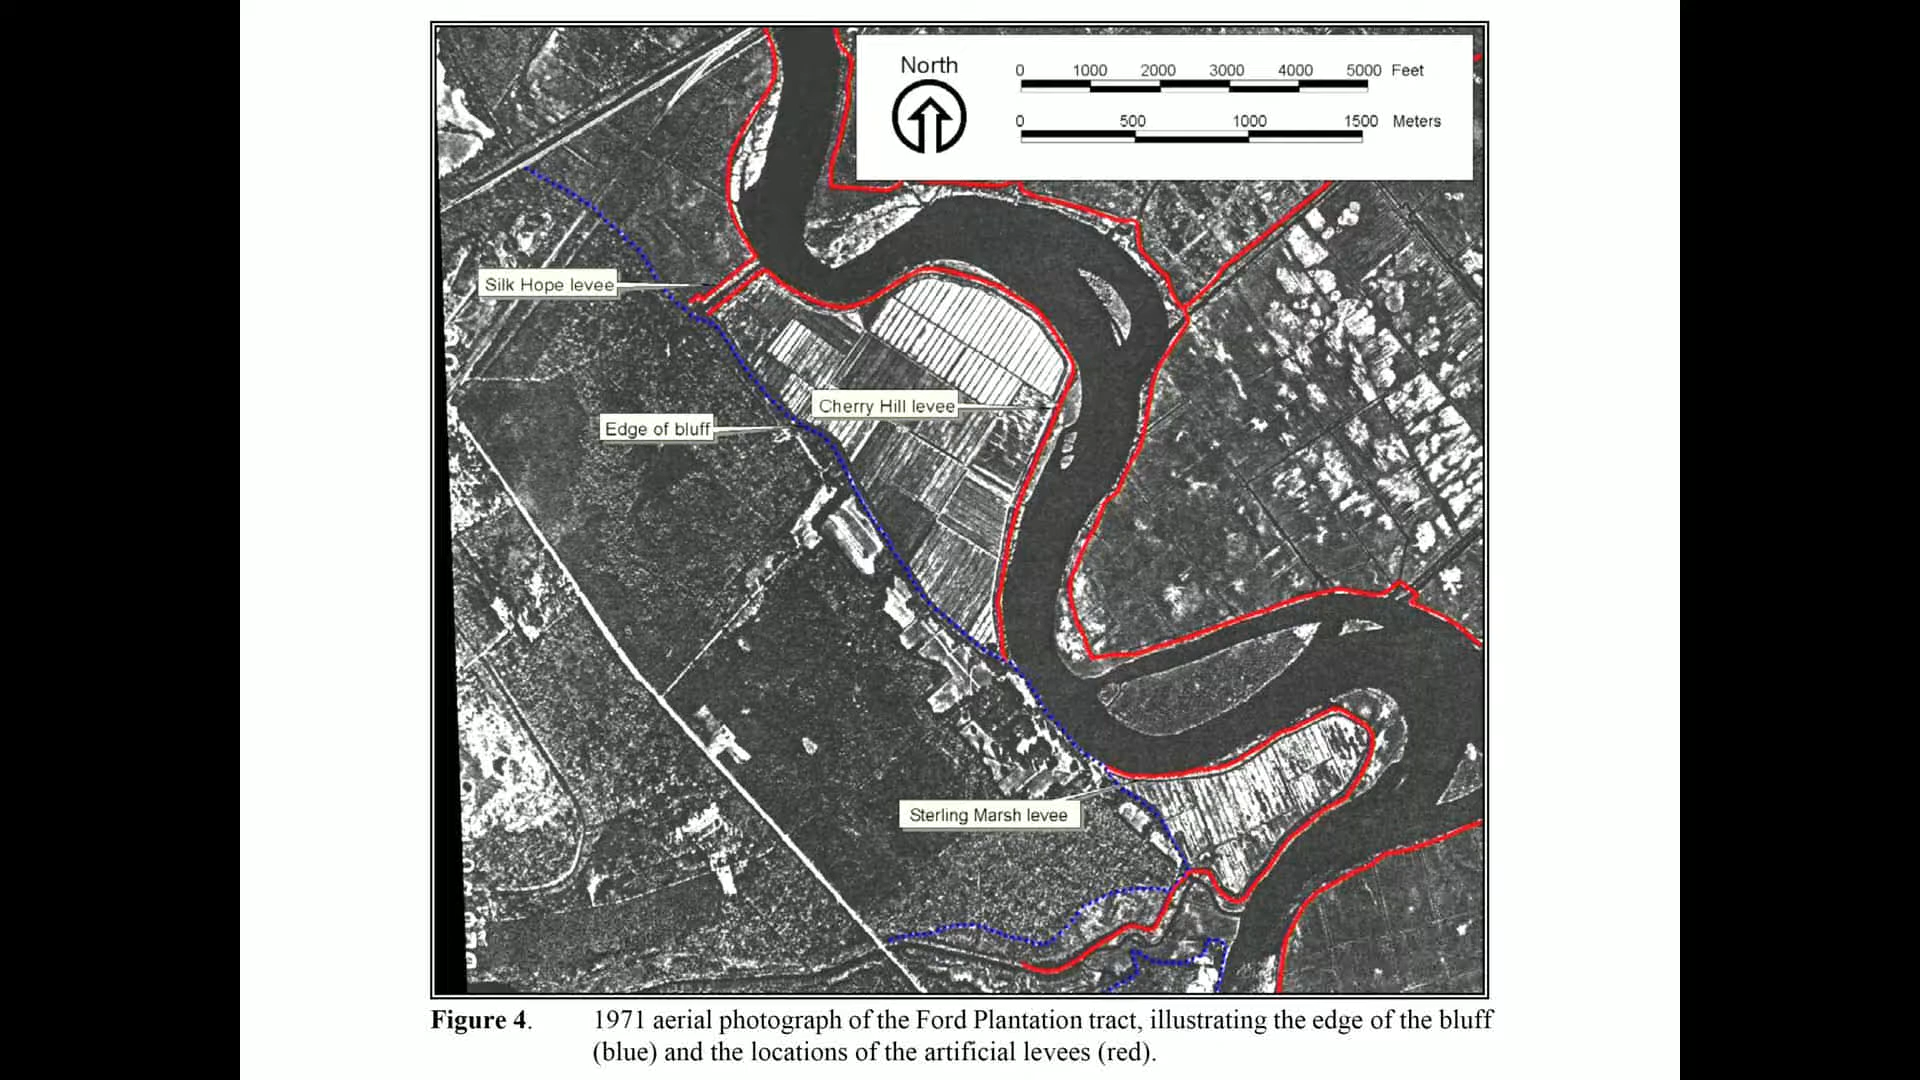 North
0 1000 2000 3000 4000 5000 Feet
0 500 1000 1500 Meters
Silk Hope levee
Cherry Hill levee
Edge of bluff
Sterling Marsh levee
Figure 4. 1971 aerial photograph of the Ford Plantation tract, illustrating the edge of the bluff
(blue) and the locations of the artificial levees (red).